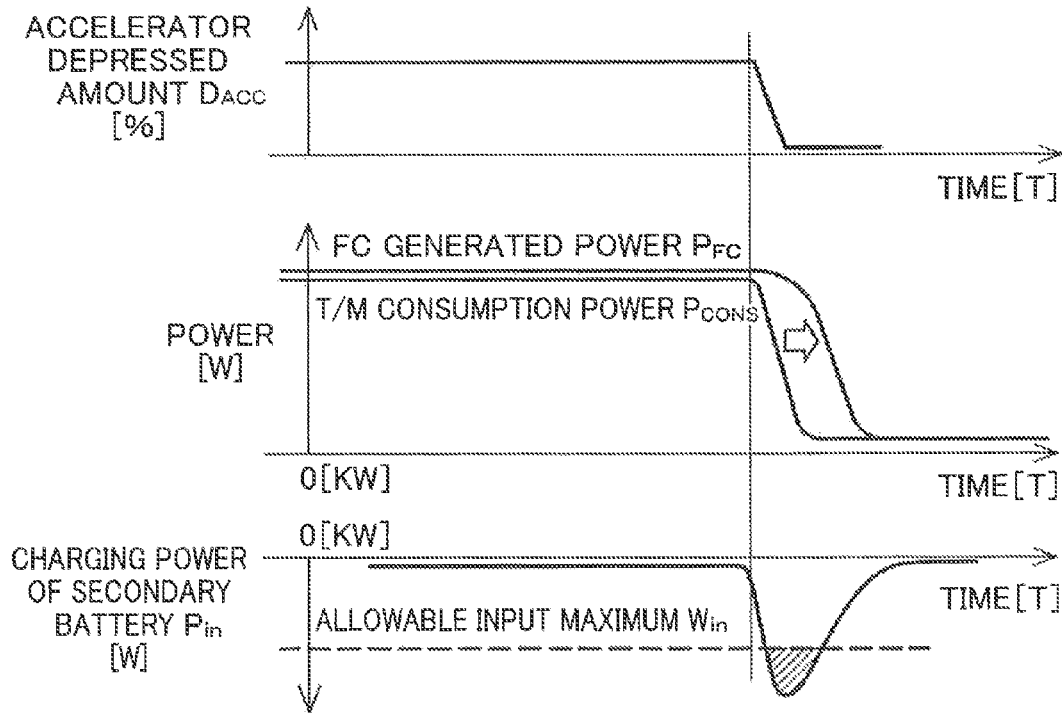 ACCELERATOR
DEPRESSED
AMOUNT DACC
[%]
TIME[T]
FC GENERATED POWER PFC
T/M CONSUMPTION POWER PCONS
POWER
[W]
0[KW]
TIME[T]
0[KW]
CHARGING POWER
OF SECONDARY
BATTERY Pin
[W]
TIME[T]
ALLOWABLE INPUT MAXIMUM Win